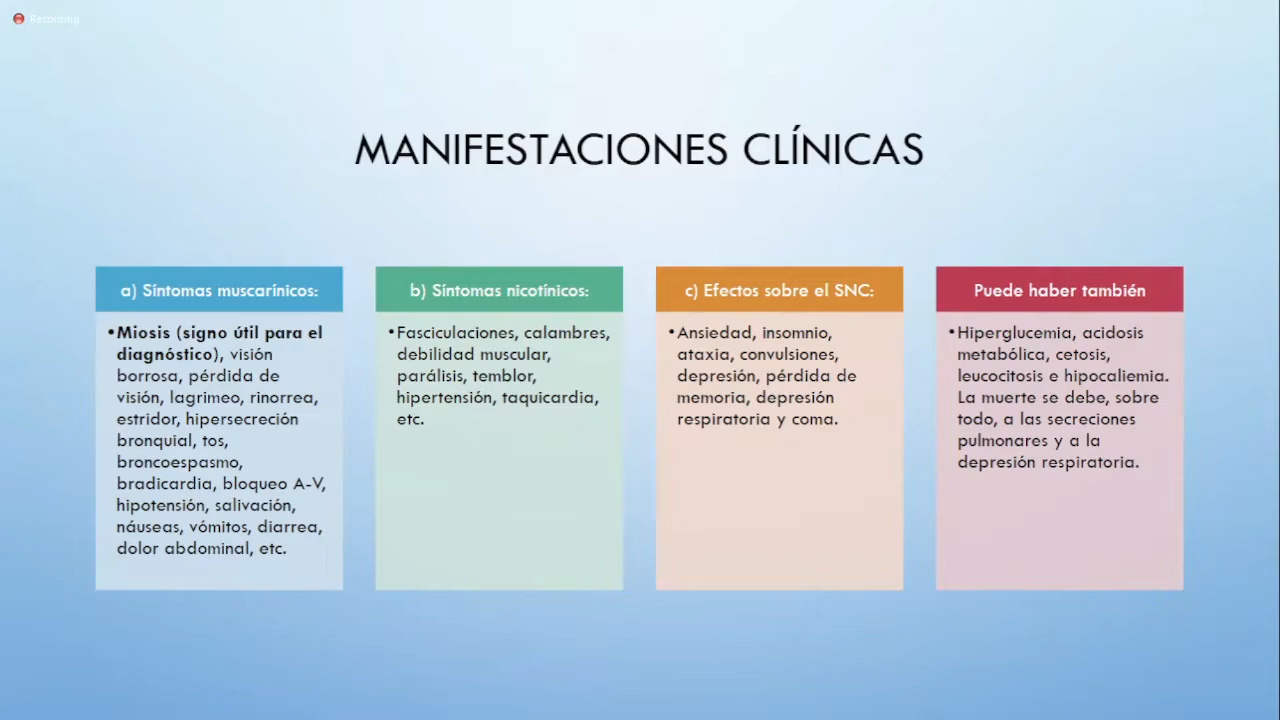 Recording
MANIFESTACIONES CLÍNICAS
a) Síntomas muscarínicos:
•Miosis (signo útil para el
diagnóstico), visión
borrosa, pérdida de
visión, lagrimeo, rinorrea,
estridor, hipersecreción
bronquial, tos,
broncoespasmo,
bradicardia, bloqueo A-V,
hipotensión, salivación,
náuseas, vómitos, diarrea,
dolor abdominal, etc.
b) Síntomas nicotínicos:
•Fasciculaciones, calambres,
debilidad muscular,
parálisis, temblor,
hipertensión, taquicardia,
etc.
c) Efectos sobre el SNC:
•Ansiedad, insomnio,
ataxia, convulsiones,
depresión, pérdida de
memoria, depresión
respiratoria y coma.
Puede haber también
•Hiperglucemia, acidosis
metabólica, cetosis,
leucocitosis e hipocaliemia.
La muerte se debe, sobre
todo, a las secreciones
pulmonares y a la
depresión respiratoria.